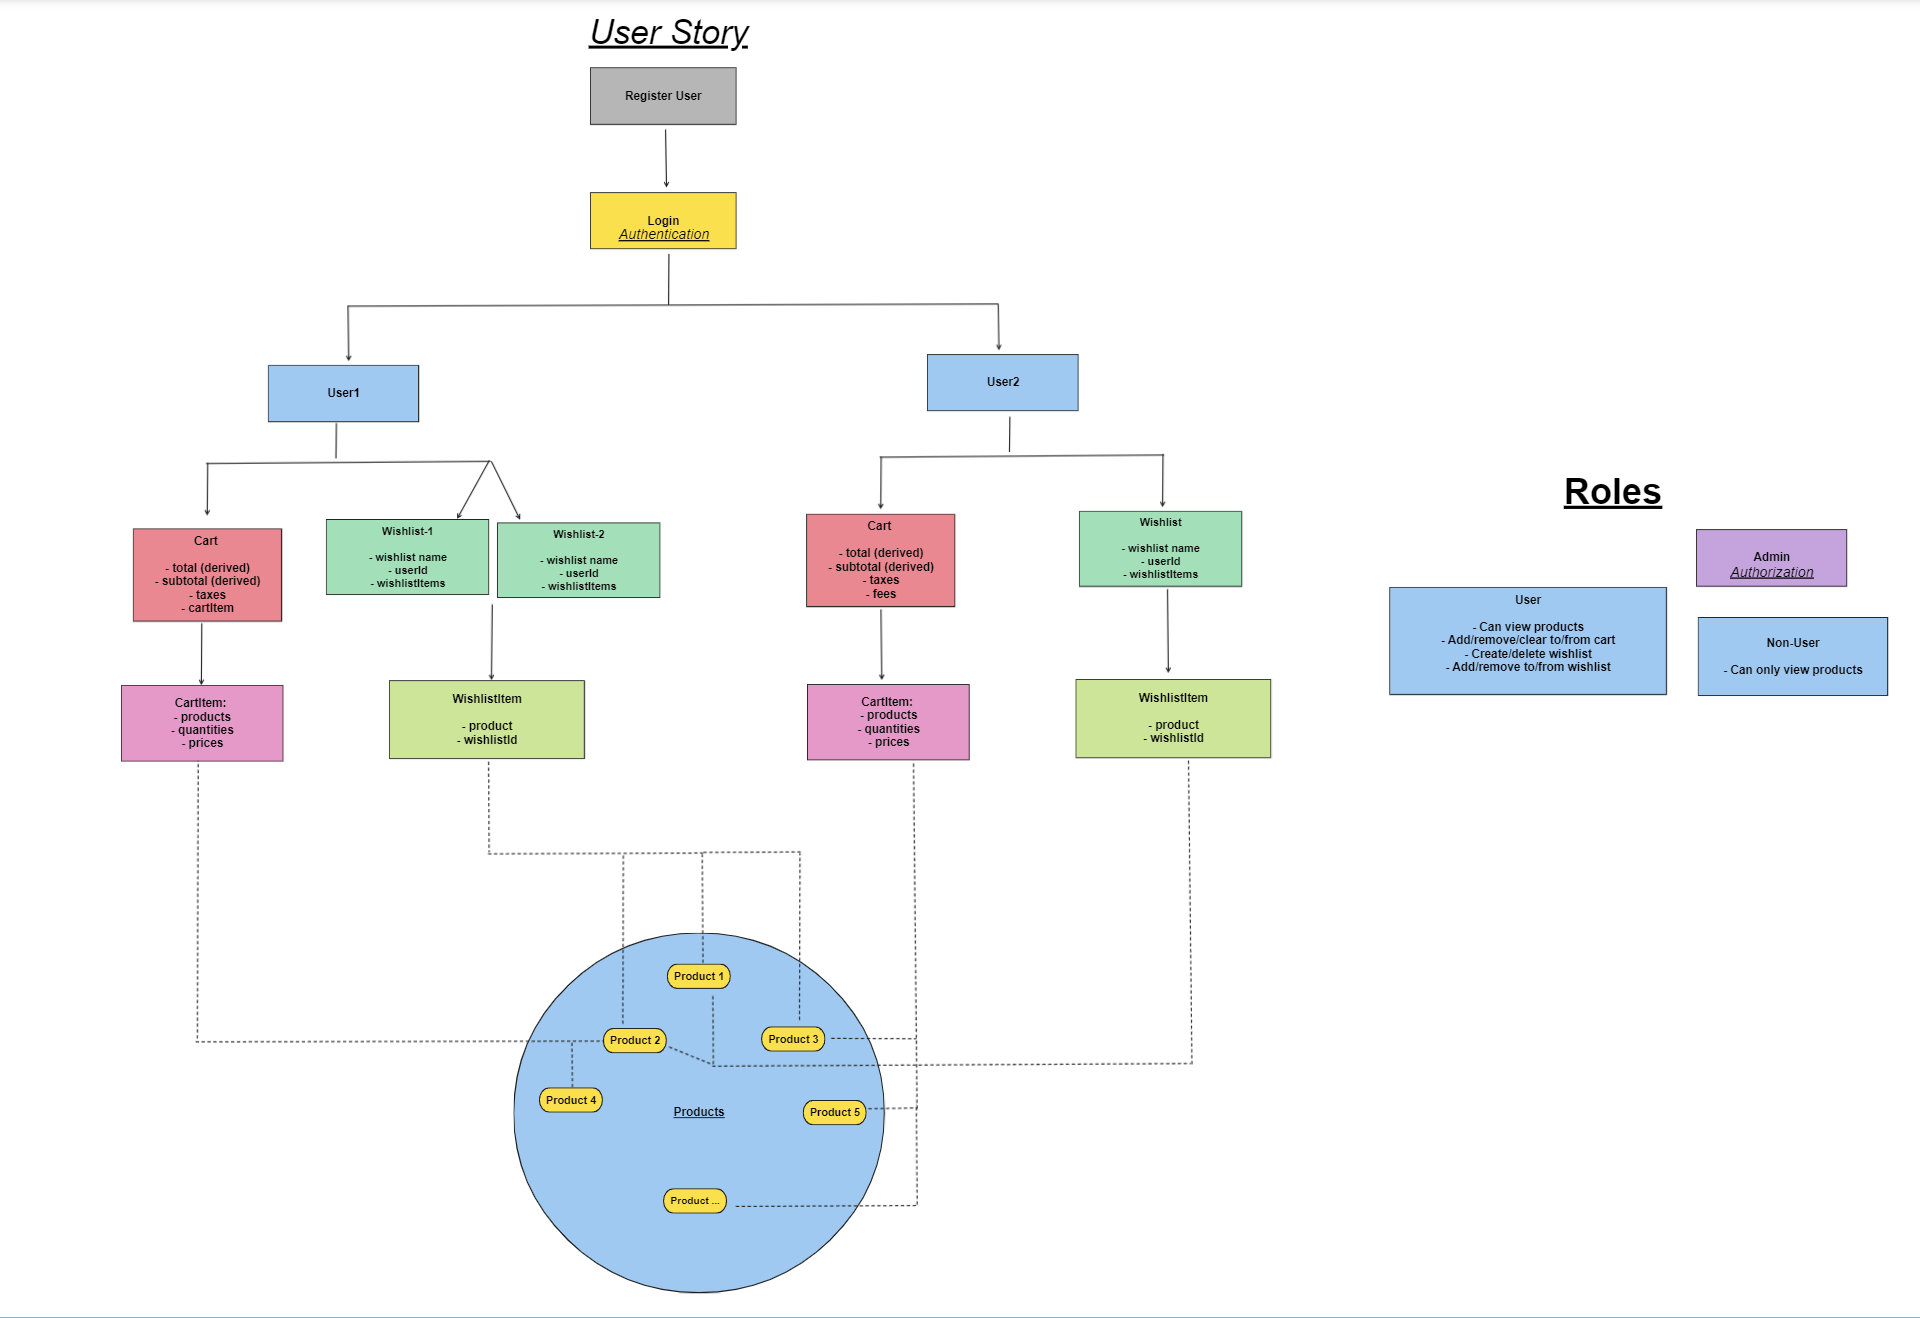 User Story
Register User
Login
Authentication
User1
User2
Cart
- total (derived)
- subtotal (derived)
- taxes
- cartItem
Wishlist-1
- wishlist name
- userId
- wishlistItems
Wishlist-2
- wishlist name
- userId
- wishlistItems
Cart
- total (derived)
- subtotal (derived)
- taxes
- fees
Wishlist
- wishlist name
- userId
- wishlistItems
CartItem:
- products
- quantities
- prices
WishlistItem
- product
- wishlistId
CartItem:
- products
- quantities
- prices
WishlistItem
- product
- wishlistId
Roles
Admin
Authorization
User
- Can view products
- Add/remove/clear to/from cart
- Create/delete wishlist
- Add/remove to/from wishlist
Non-User
- Can only view products
Product 1
Product 2
Product 3
Product 4
Products
Product 5
Product ...